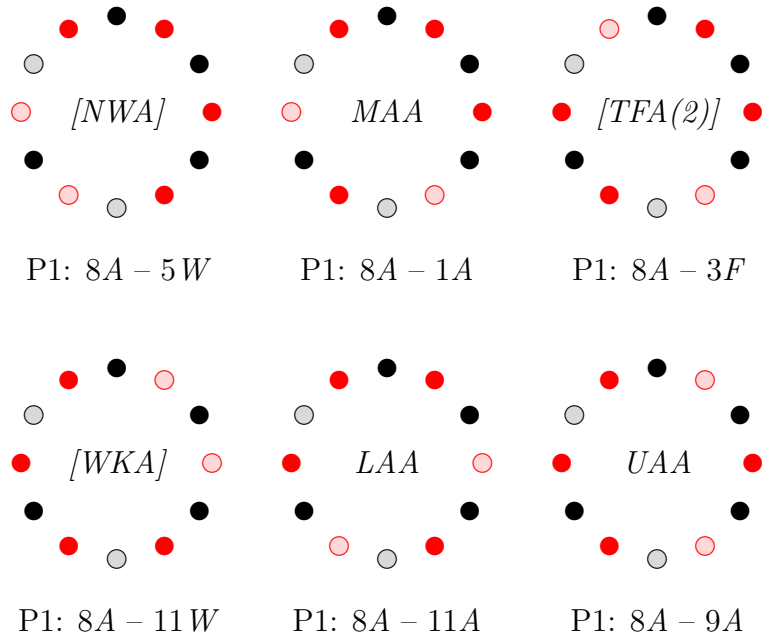 [NWA] MAA [TFA(2)]
P1: 8A – 5W P1: 8A – 1A P1: 8A – 3F
[WKA] LAA UAA
P1: 8A – 11W P1: 8A – 11A P1: 8A – 9A